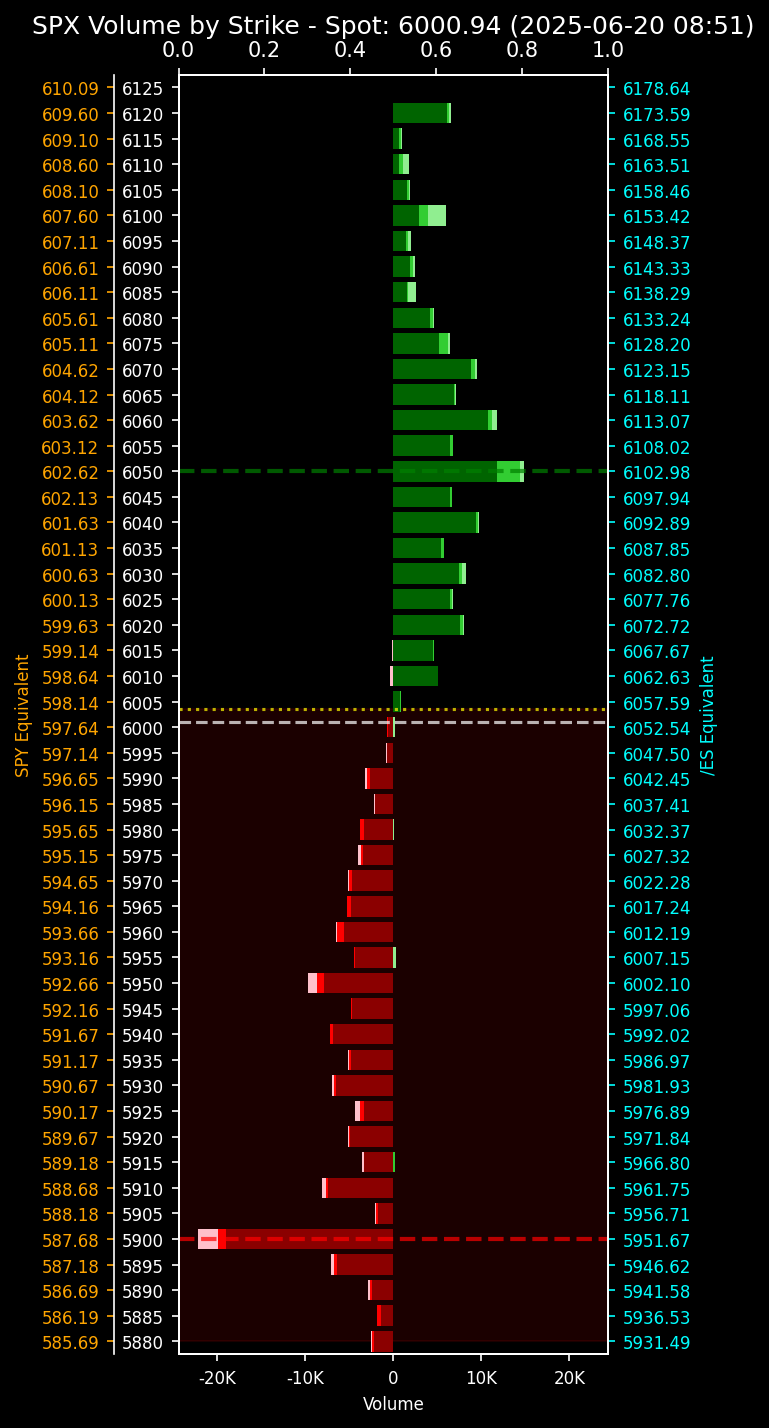 SPX Volume by Strike - Spot: 6000.94 (2025-06-20 08:51)
0.0 0.2 0.4 0.6 0.8 1.0
610.09 6125 6178.64
609.60 6120 6173.59
609.10 6115 6168.55
608.60 6110 6163.51
608.10 6105 6158.46
607.60 6100 6153.42
607.11 6095 6148.37
606.61 6090 6143.33
606.11 6085 6138.29
605.61 6080 6133.24
605.11 6075 6128.20
604.62 6070 6123.15
604.12 6065 6118.11
603.62 6060 6113.07
603.12 6055 6108.02
602.62 6050 6102.98
602.13 6045 6097.94
601.63 6040 6092.89
601.13 6035 6087.85
600.63 6030 6082.80
600.13 6025 6077.76
599.63 6020 6072.72
599.14 6015 6067.67
598.64 6010 6062.63
598.14 6005 6057.59
597.64 6000 6052.54
597.14 5995 6047.50
596.65 5990 6042.45
596.15 5985 6037.41
595.65 5980 6032.37
595.15 5975 6027.32
594.65 5970 6022.28
594.16 5965 6017.24
593.66 5960 6012.19
593.16 5955 6007.15
592.66 5950 6002.10
592.16 5945 5997.06
591.67 5940 5992.02
591.17 5935 5986.97
590.67 5930 5981.93
590.17 5925 5976.89
589.67 5920 5971.84
589.18 5915 5966.80
588.68 5910 5961.75
588.18 5905 5956.71
587.68 5900 5951.67
587.18 5895 5946.62
586.69 5890 5941.58
586.19 5885 5936.53
585.69 5880 5931.49
SPY Equivalent
/ES Equivalent
-20K -10K 0 10K 20K
Volume